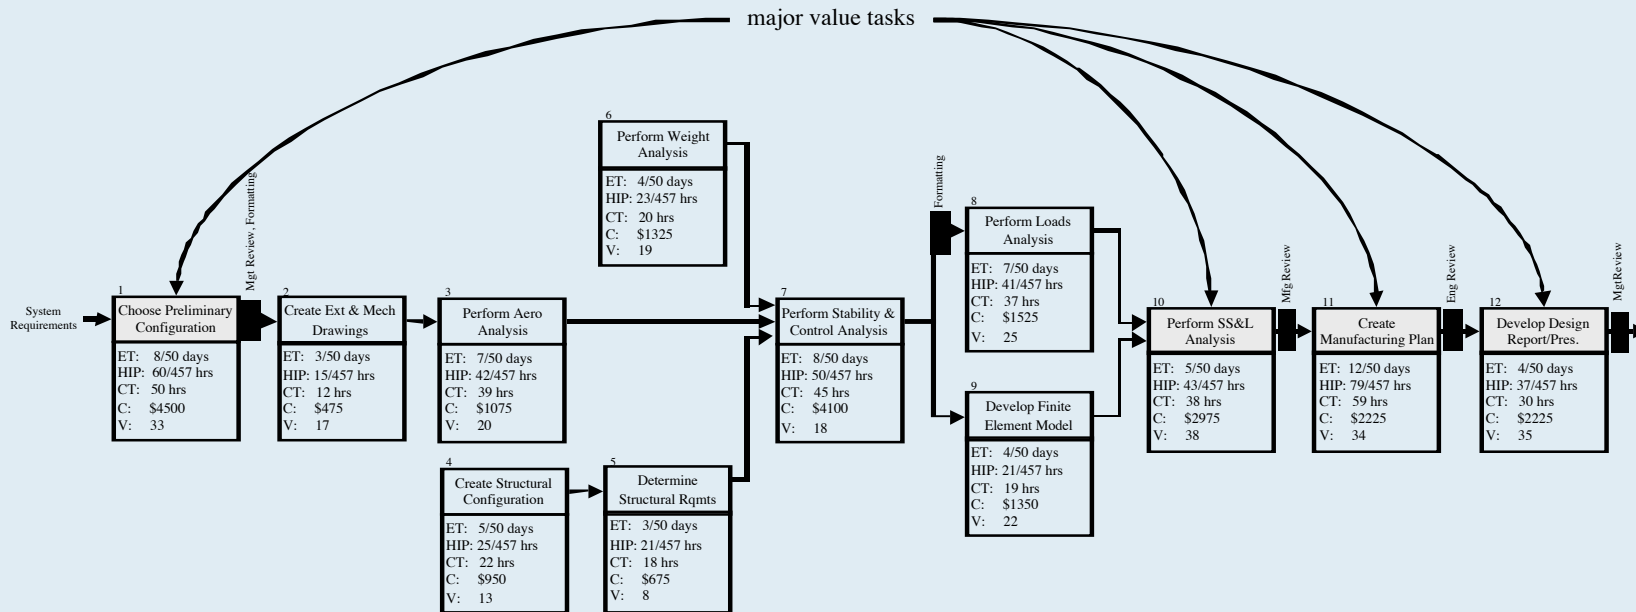 major value tasks
System
Requirements
1
Choose Preliminary
Configuration
ET: 8/50 days
HIP: 60/457 hrs
CT: 50 hrs
C: $4500
V: 33
Mgt Review, Formatting
2
Create Ext & Mech
Drawings
ET: 3/50 days
HIP: 15/457 hrs
CT: 12 hrs
C: $475
V: 17
3
Perform Aero
Analysis
ET: 7/50 days
HIP: 42/457 hrs
CT: 39 hrs
C: $1075
V: 20
4
Create Structural
Configuration
ET: 5/50 days
HIP: 25/457 hrs
CT: 22 hrs
C: $950
V: 13
5
Determine
Structural Rqmts
ET: 3/50 days
HIP: 21/457 hrs
CT: 18 hrs
C: $675
V: 8
6
Perform Weight
Analysis
ET: 4/50 days
HIP: 23/457 hrs
CT: 20 hrs
C: $1325
V: 19
7
Perform Stability &
Control Analysis
ET: 8/50 days
HIP: 50/457 hrs
CT: 45 hrs
C: $4100
V: 18
Formatting
8
Perform Loads
Analysis
ET: 7/50 days
HIP: 41/457 hrs
CT: 37 hrs
C: $1525
V: 25
9
Develop Finite
Element Model
ET: 4/50 days
HIP: 21/457 hrs
CT: 19 hrs
C: $1350
V: 22
10
Perform SS&L
Analysis
ET: 5/50 days
HIP: 43/457 hrs
CT: 38 hrs
C: $2975
V: 38
Mfg Review
11
Create
Manufacturing Plan
ET: 12/50 days
HIP: 79/457 hrs
CT: 59 hrs
C: $2225
V: 34
Eng Review
12
Develop Design
Report/Pres.
ET: 4/50 days
HIP: 37/457 hrs
CT: 30 hrs
C: $2225
V: 35
Mgt Review